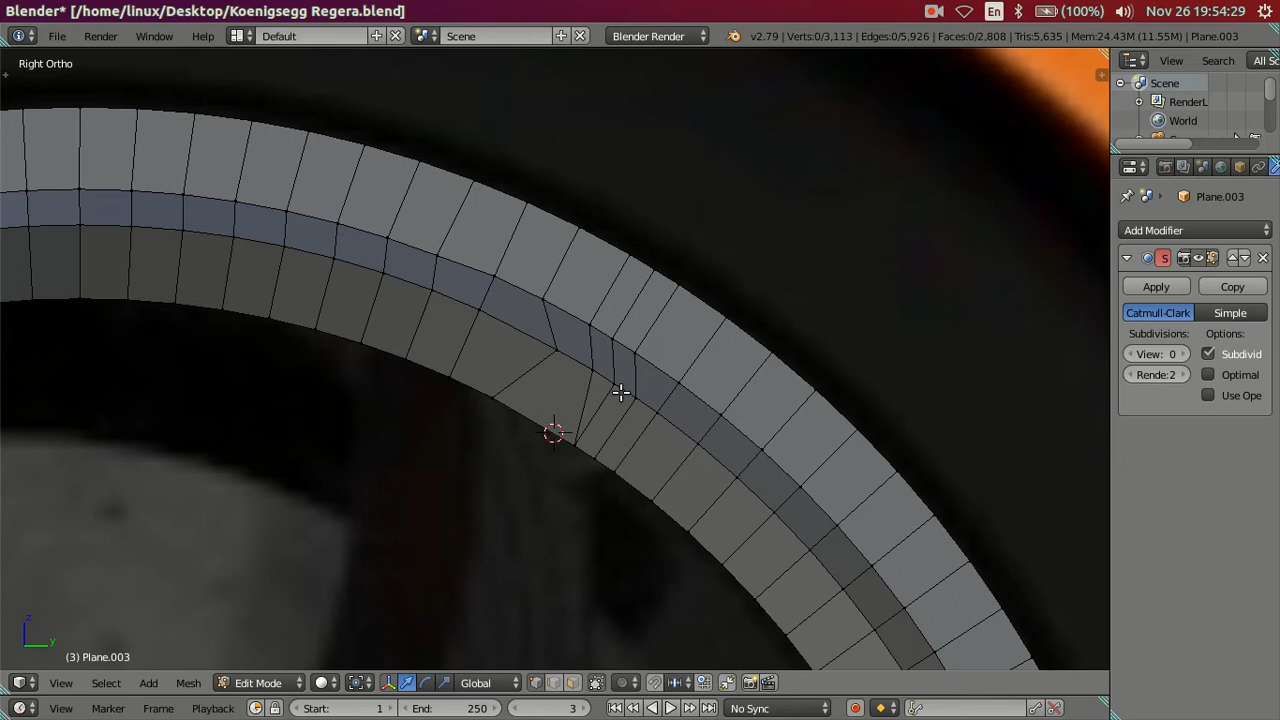 Blender* [/home/linux/Desktop/Koenigsegg Regera.blend]
En (100%) Nov 26 19:54:29
File Render Window Help Default Scene Blender Render v2.79 | Verts:0/3,113 | Edges:0/5,926 | Faces:0/2,808 | Tris:5,635 | Mem:24.43M (11.55M) | Plane.003
Right Ortho
View Search All Sc
Scene
RenderL
World
Plane.003
Add Modifier
S
Apply Copy
Catmull-Clark Simple
Subdivisions: Options:
View: 0 Subdivid
Rende:2 Optimal
Use Ope
z
y
(3) Plane.003
View Select Add Mesh Edit Mode Global
View Marker Frame Playback Start: 1 End: 250 3 No Sync